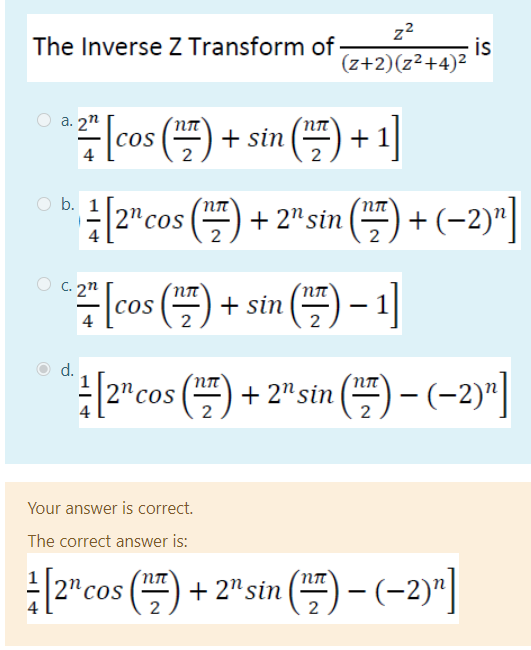 The Inverse Z Transform of z²/((z+2)(z²+4)²) is
a. 2ⁿ/4 [cos (nπ/2) + sin (nπ/2) + 1]
b. 1/4 [2ⁿcos (nπ/2) + 2ⁿsin (nπ/2) + (−2)ⁿ]
c. 2ⁿ/4 [cos (nπ/2) + sin (nπ/2) − 1]
d. 1/4 [2ⁿcos (nπ/2) + 2ⁿsin (nπ/2) − (−2)ⁿ]
Your answer is correct.
The correct answer is:
1/4 [2ⁿcos (nπ/2) + 2ⁿsin (nπ/2) − (−2)ⁿ]